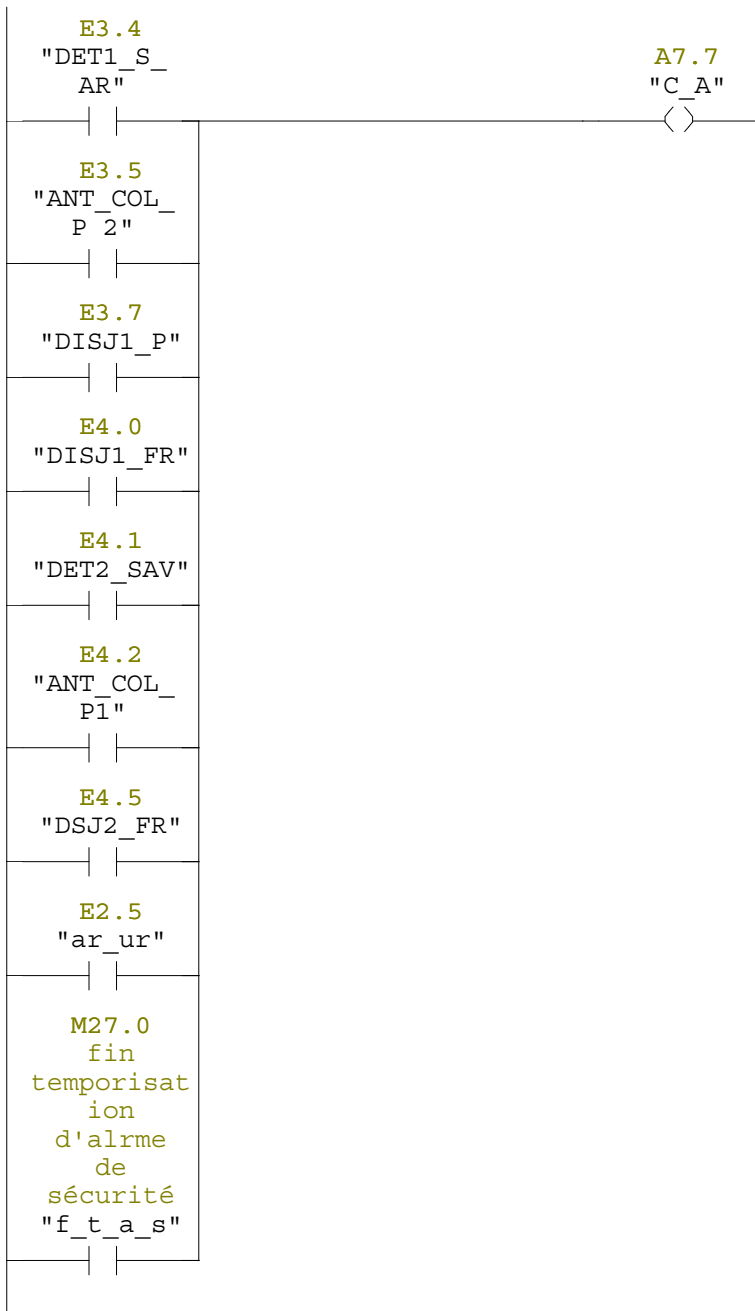 E3.4
"DET1_S_
AR"
A7.7
"C_A"
E3.5
"ANT_COL_
P 2"
E3.7
"DISJ1_P"
E4.0
"DISJ1_FR"
E4.1
"DET2_SAV"
E4.2
"ANT_COL_
P1"
E4.5
"DSJ2_FR"
E2.5
"ar_ur"
M27.0
fin
temporisat
ion
d'alrme
de
sécurité
"f_t_a_s"